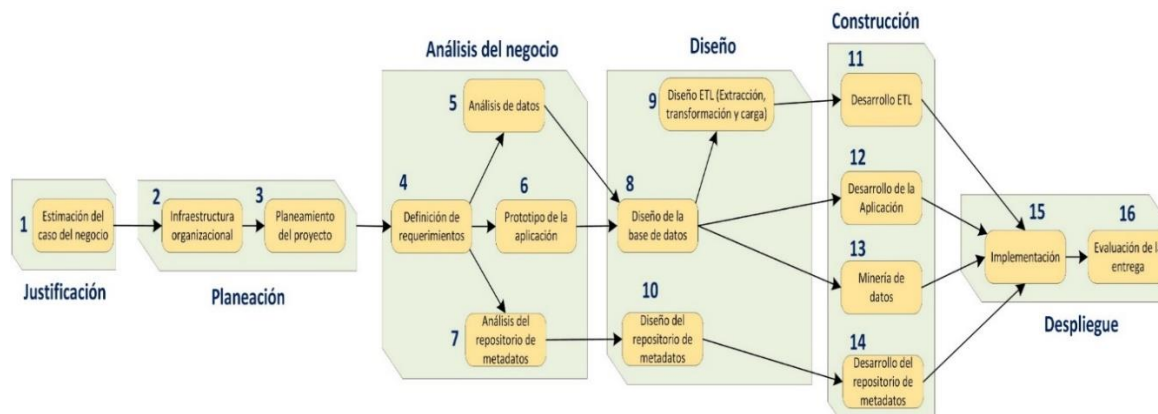 Construcción
Análisis del negocio
Diseño
11
5
Análisis de datos
9
Diseño ETL (Extracción,
transformación y carga)
Desarrollo ETL
12
1
Estimación del
caso del negocio
2
Infraestructura
organizacional
3
Planeamiento
del proyecto
4
Definición de
requerimientos
6
Prototipo de la
aplicación
8
Diseño de la
base de datos
Desarrollo de la
Aplicación
13
Minería de
datos
15
Implementación
16
Evaluación de la
entrega
Justificación
Planeación
7
Análisis del
repositorio de
metadatos
10
Diseño del
repositorio de
metadatos
14
Desarrollo del
repositorio de
metadatos
Despliegue